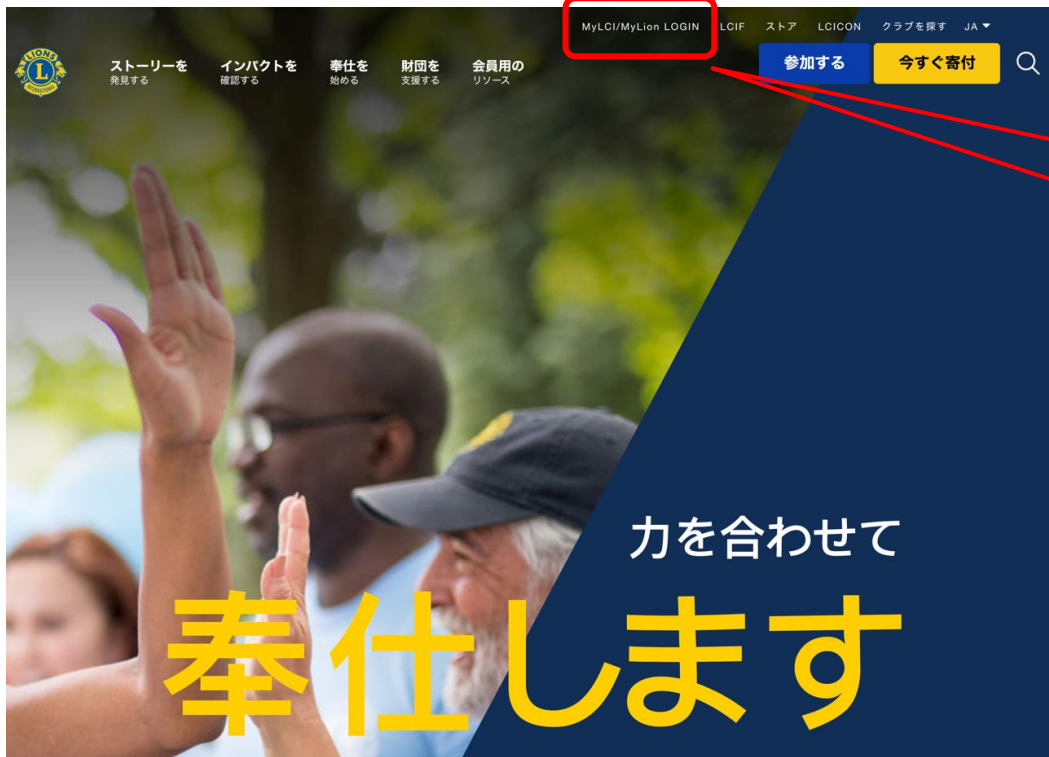 MyLCI/MyLion LOGIN LCIF ストア LCICON クラブを探す JA
LIONS
L
INTERNATIONAL
ストーリーを
発見する
インパクトを
確認する
奉仕を
始める
財団を
支援する
会員用の
リソース
参加する
今すぐ寄付
力を合わせて
奉仕します